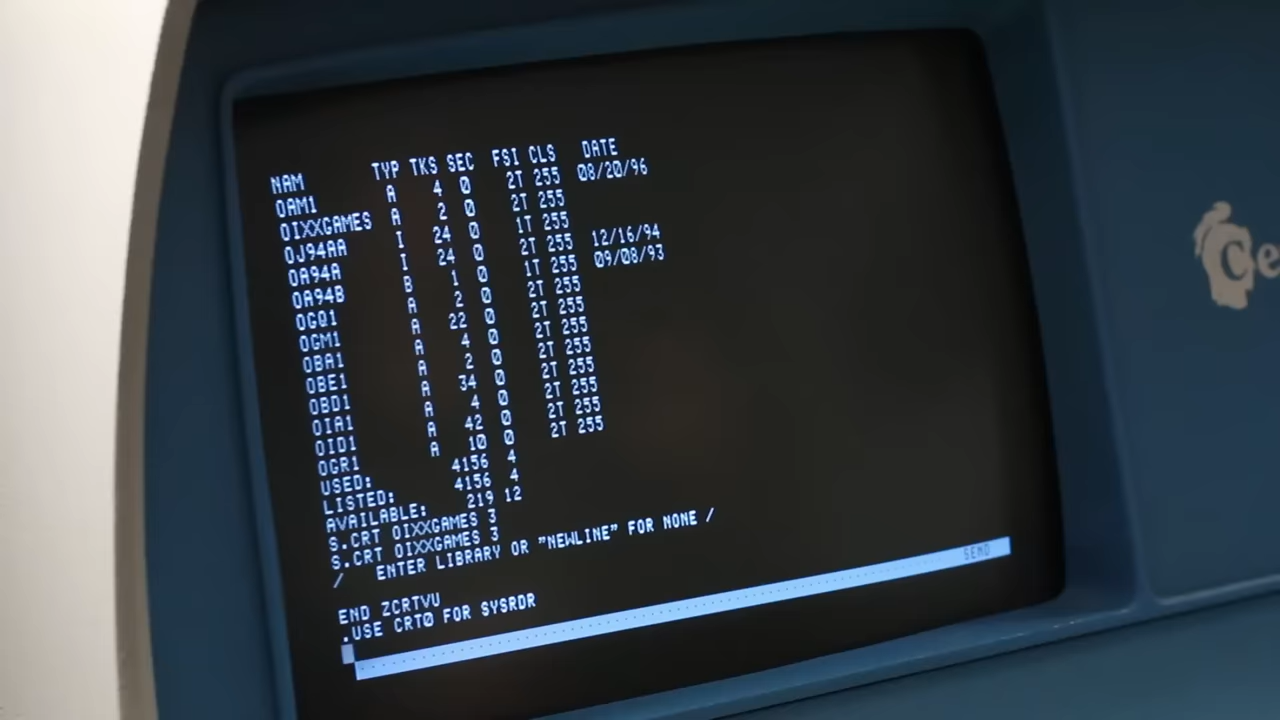 NAM TYP TKS SEC FSI CLS DATE
OAM1 A 4 0 2T 255 08/20/96
OIXXGAMES A 2 0 2T 255
OJ94AA I 24 0 1T 255
OA94A I 24 0 2T 255 12/16/94
OA94B B 1 0 1T 255 09/08/93
OGQ1 A 2 0 2T 255
OGM1 A 22 0 2T 255
OBA1 A 4 0 2T 255
OBE1 A 2 0 2T 255
OBD1 A 34 0 2T 255
OIA1 A 4 0 2T 255
OID1 A 42 0 2T 255
OGR1 A 10 0 2T 255
USED: 4156 4
LISTED: 4156 4
AVAILABLE: 219 12
S.CRT OIXXGAMES 3
S.CRT OIXXGAMES 3
/ ENTER LIBRARY OR "NEWLINE" FOR NONE /
END ZCRTVU
.USE CRT0 FOR SYSRDR
SEND
Ce